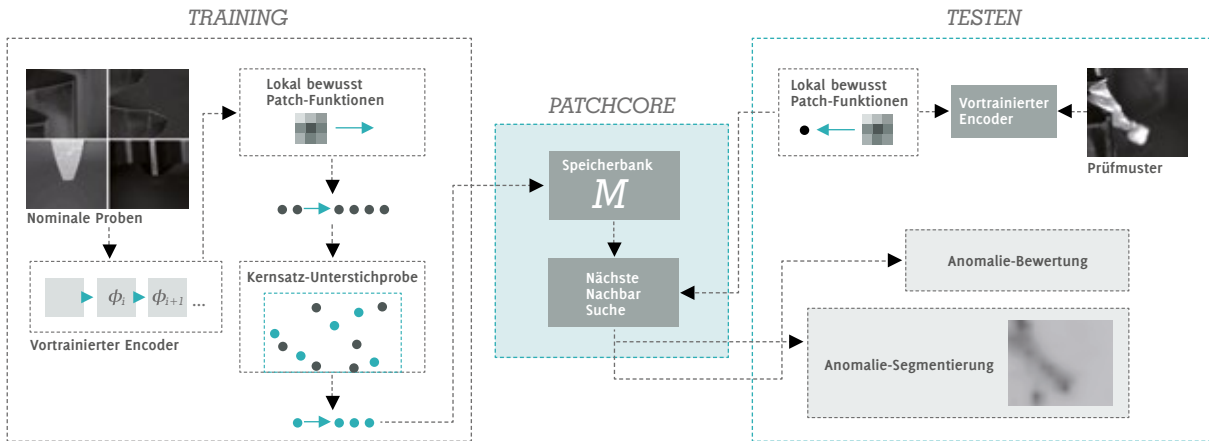 TRAINING
Nominale Proben
ϕi
ϕi+1
...
Vortrainierter Encoder
Lokal bewusst
Patch-Funktionen
Kernsatz-Unterstichprobe
PATCHCORE
Speicherbank
M
Nächste
Nachbar
Suche
TESTEN
Lokal bewusst
Patch-Funktionen
Vortrainierter
Encoder
Prüfmuster
Anomalie-Bewertung
Anomalie-Segmentierung